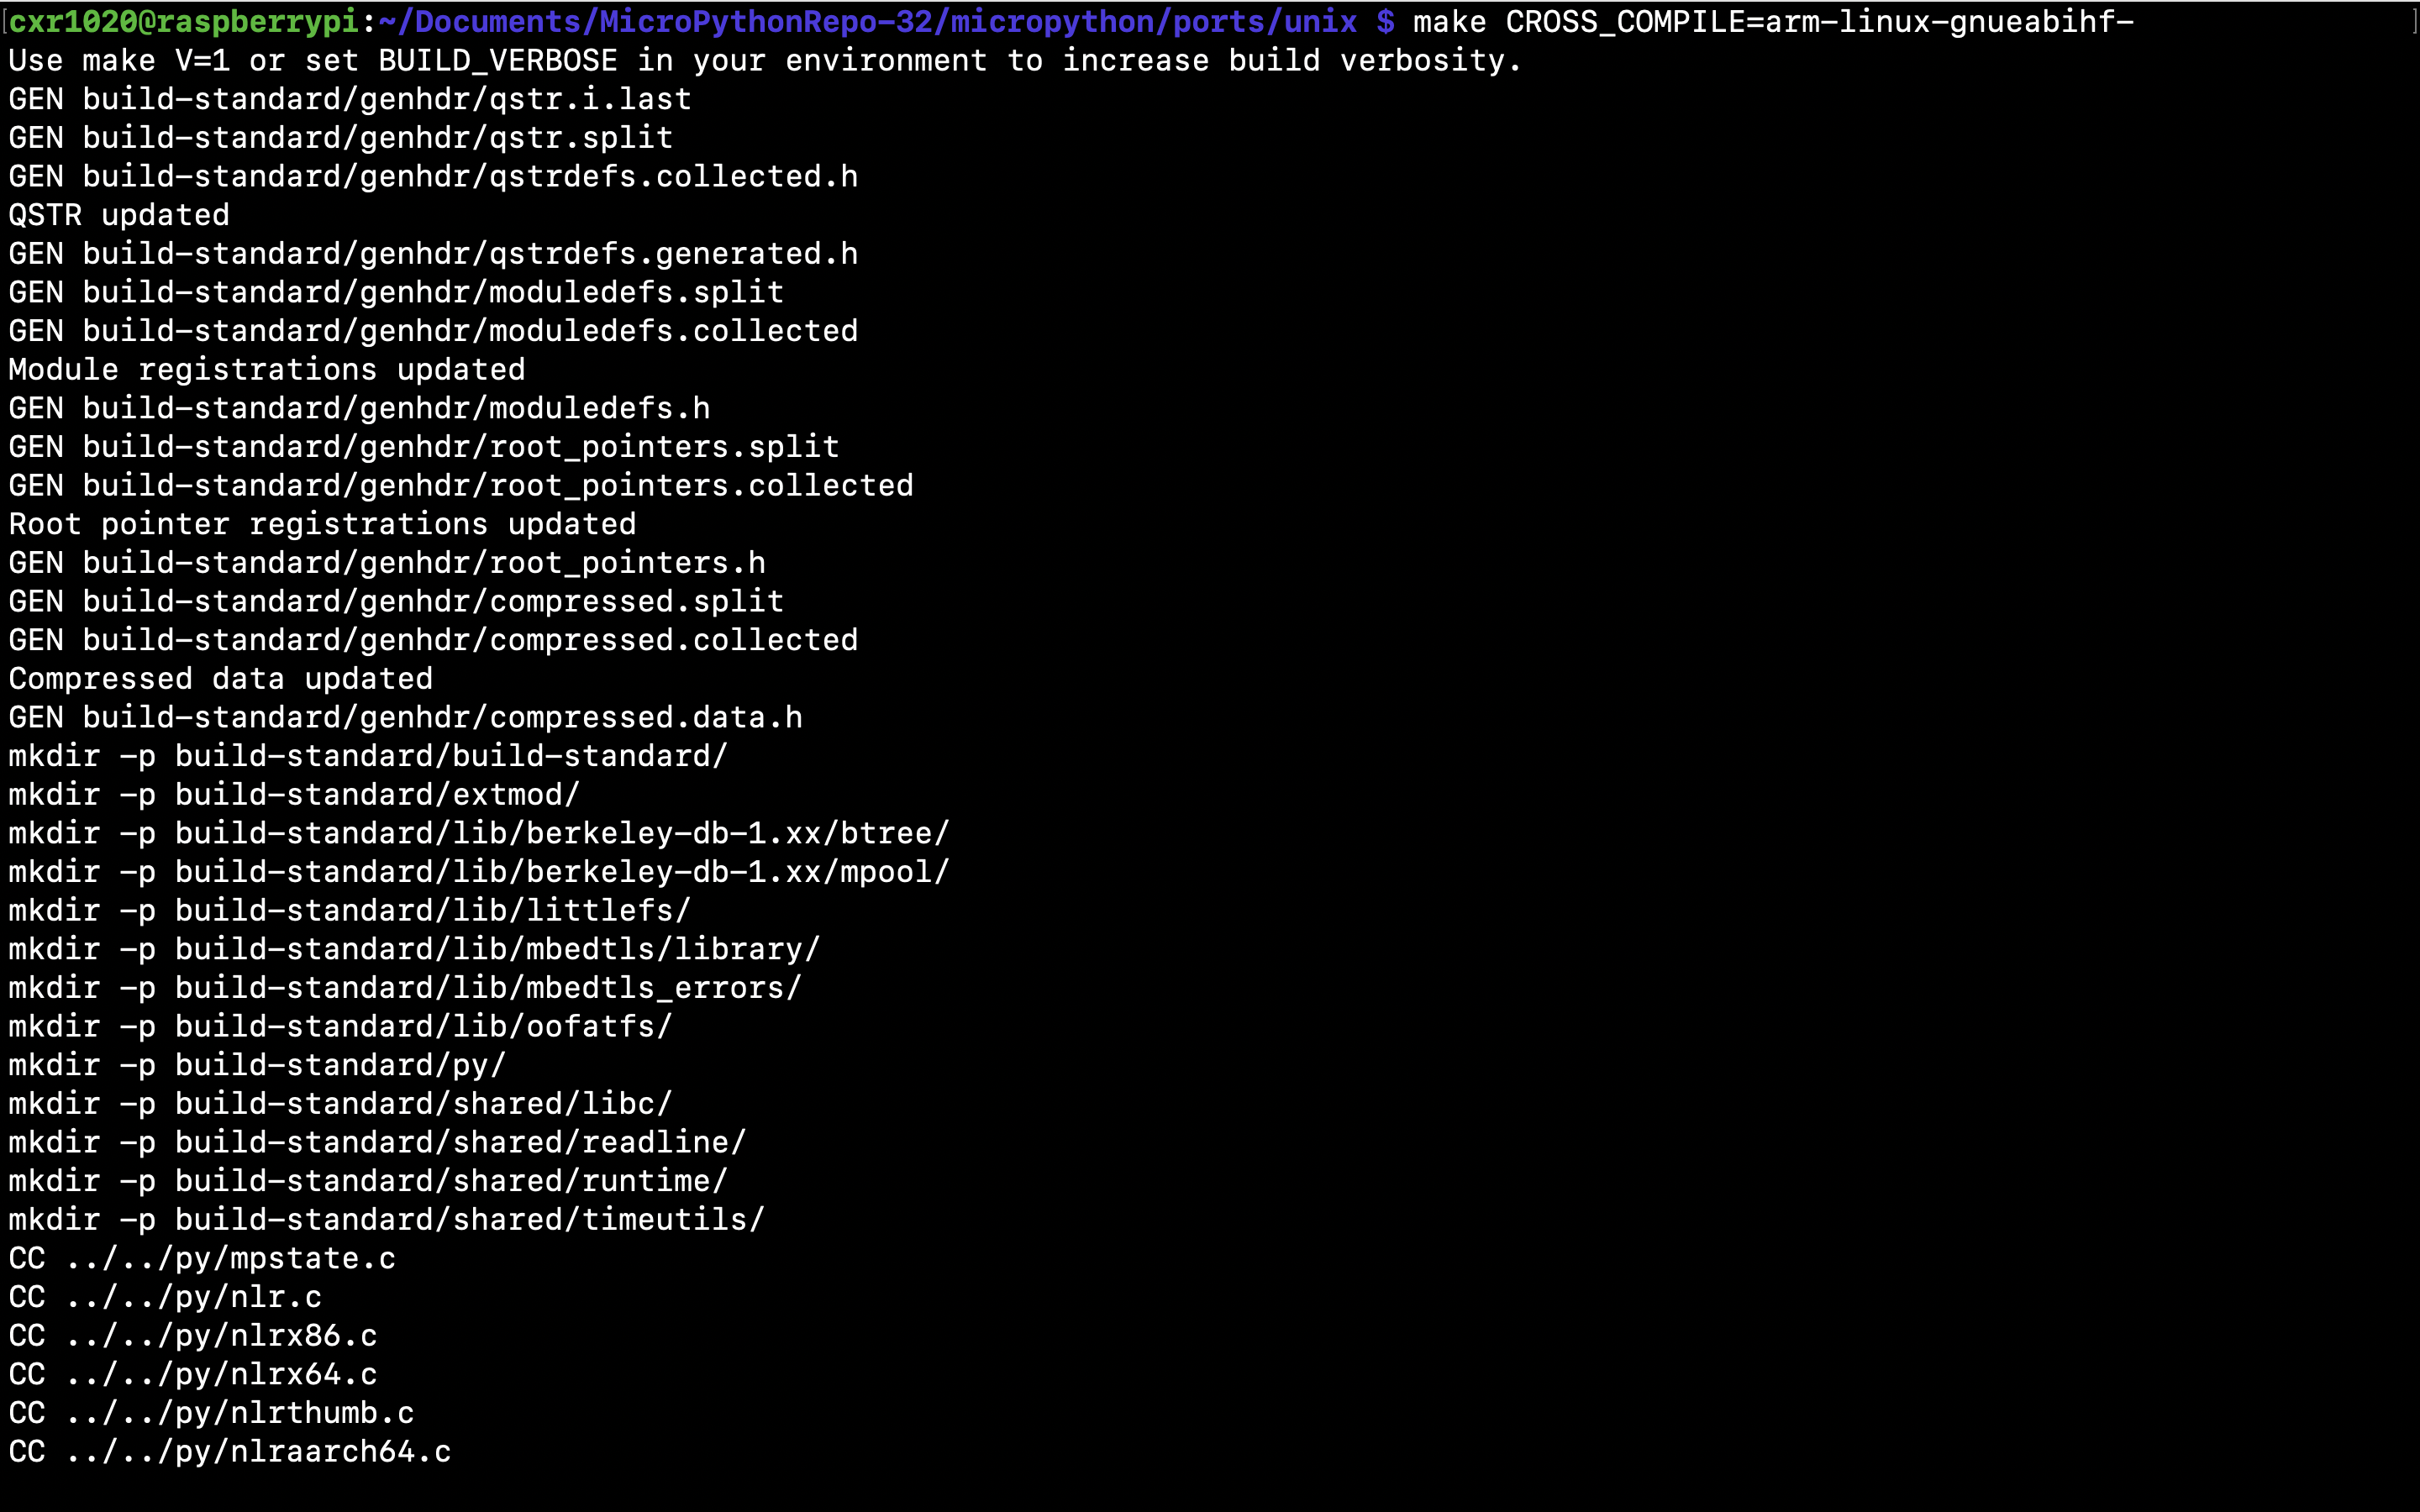 [cxr1020@raspberrypi:~/Documents/MicroPythonRepo-32/micropython/ports/unix $ make CROSS_COMPILE=arm-linux-gnueabihf- ]
Use make V=1 or set BUILD_VERBOSE in your environment to increase build verbosity.
GEN build-standard/genhdr/qstr.i.last
GEN build-standard/genhdr/qstr.split
GEN build-standard/genhdr/qstrdefs.collected.h
QSTR updated
GEN build-standard/genhdr/qstrdefs.generated.h
GEN build-standard/genhdr/moduledefs.split
GEN build-standard/genhdr/moduledefs.collected
Module registrations updated
GEN build-standard/genhdr/moduledefs.h
GEN build-standard/genhdr/root_pointers.split
GEN build-standard/genhdr/root_pointers.collected
Root pointer registrations updated
GEN build-standard/genhdr/root_pointers.h
GEN build-standard/genhdr/compressed.split
GEN build-standard/genhdr/compressed.collected
Compressed data updated
GEN build-standard/genhdr/compressed.data.h
mkdir -p build-standard/build-standard/
mkdir -p build-standard/extmod/
mkdir -p build-standard/lib/berkeley-db-1.xx/btree/
mkdir -p build-standard/lib/berkeley-db-1.xx/mpool/
mkdir -p build-standard/lib/littlefs/
mkdir -p build-standard/lib/mbedtls/library/
mkdir -p build-standard/lib/mbedtls_errors/
mkdir -p build-standard/lib/oofatfs/
mkdir -p build-standard/py/
mkdir -p build-standard/shared/libc/
mkdir -p build-standard/shared/readline/
mkdir -p build-standard/shared/runtime/
mkdir -p build-standard/shared/timeutils/
CC ../../py/mpstate.c
CC ../../py/nlr.c
CC ../../py/nlrx86.c
CC ../../py/nlrx64.c
CC ../../py/nlrthumb.c
CC ../../py/nlraarch64.c